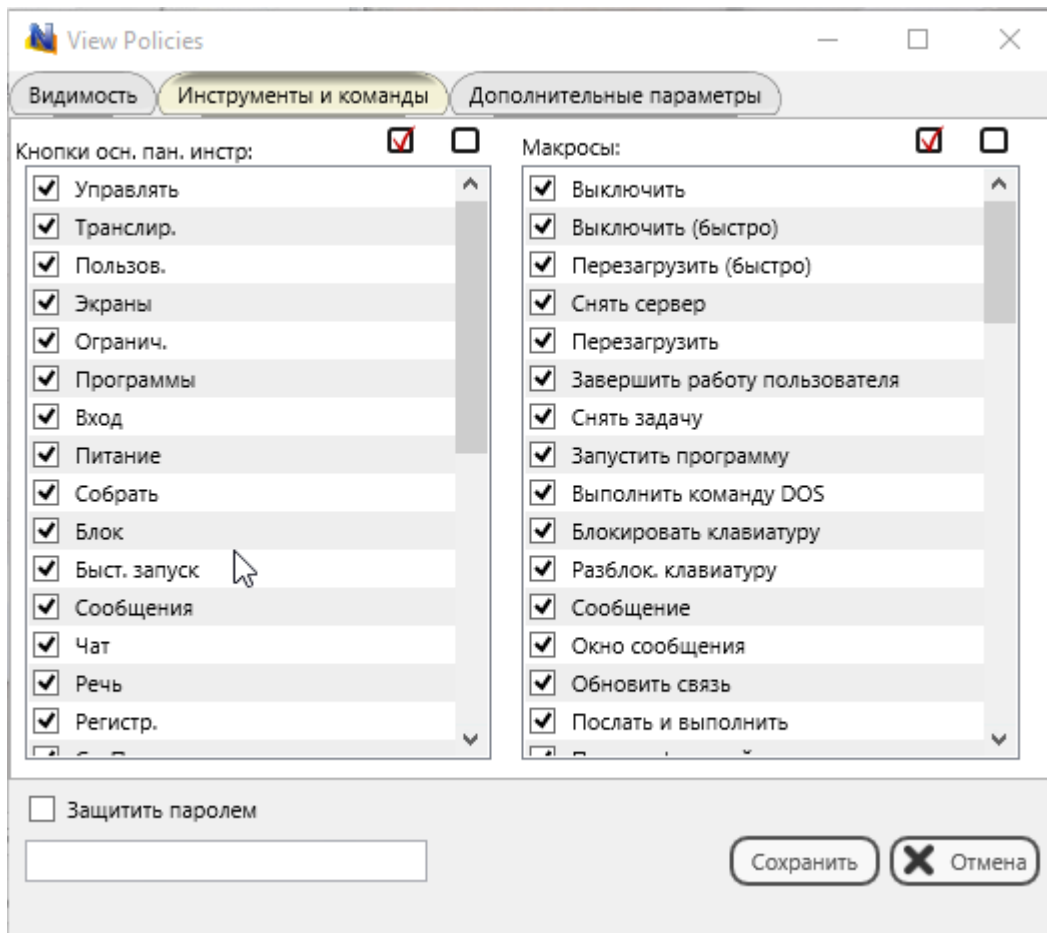 View Policies
Видимость
Инструменты и команды
Дополнительные параметры
Кнопки осн. пан. инстр:
Управлять
Транслир.
Пользов.
Экраны
Огранич.
Программы
Вход
Питание
Собрать
Блок
Быст. запуск
Сообщения
Чат
Речь
Регистр.
Макросы:
Выключить
Выключить (быстро)
Перезагрузить (быстро)
Снять сервер
Перезагрузить
Завершить работу пользователя
Снять задачу
Запустить программу
Выполнить команду DOS
Блокировать клавиатуру
Разблок. клавиатуру
Сообщение
Окно сообщения
Обновить связь
Послать и выполнить
Защитить паролем
Сохранить
Отмена